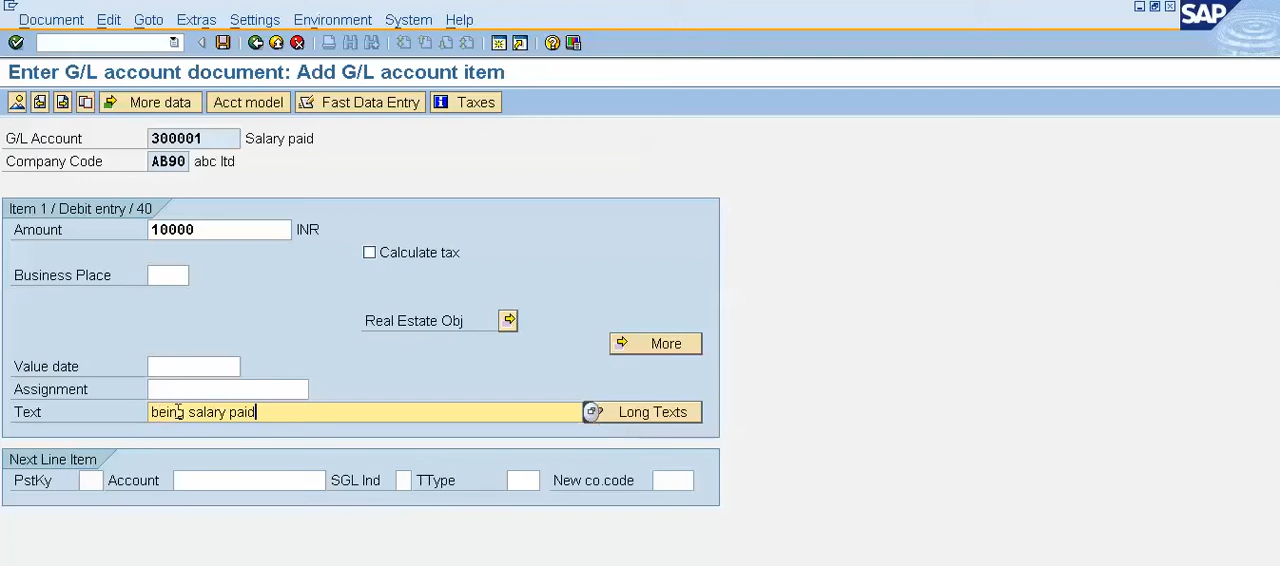 Document Edit Goto Extras Settings Environment System Help
SAP
Enter G/L account document: Add G/L account item
More data Acct model Fast Data Entry Taxes
G/L Account 300001 Salary paid
Company Code AB90 abc ltd
Item 1 / Debit entry / 40
Amount 10000 INR
Calculate tax
Business Place
Real Estate Obj
More
Value date
Assignment
Text being salary paid Long Texts
Next Line Item
PstKy Account SGL Ind TType New co.code